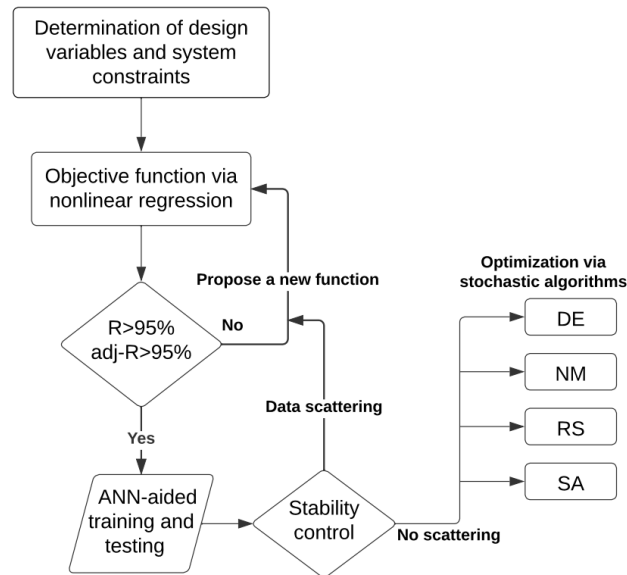 Determination of design
variables and system
constraints
Objective function via
nonlinear regression
Propose a new function
Optimization via
stochastic algorithms
R>95%
adj-R>95%
No
DE
NM
Data scattering
RS
Yes
SA
ANN-aided
training and
testing
Stability
control
No scattering